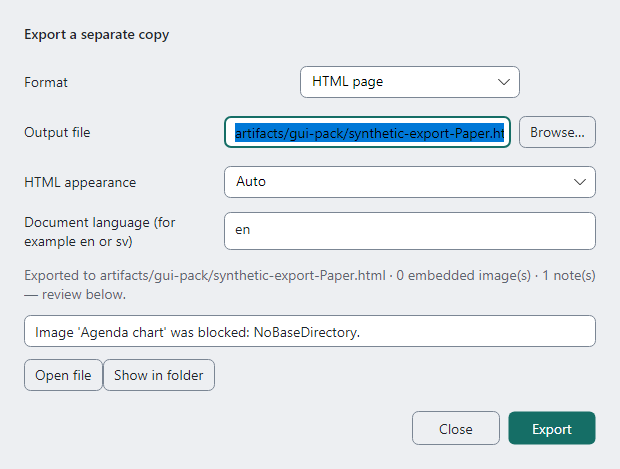 Export a separate copy
Format
HTML page
Output file
artifacts/gui-pack/synthetic-export-Paper.ht
Browse...
HTML appearance
Auto
Document language (for
example en or sv)
en
Exported to artifacts/gui-pack/synthetic-export-Paper.html · 0 embedded image(s) · 1 note(s)
— review below.
Image 'Agenda chart' was blocked: NoBaseDirectory.
Open file
Show in folder
Close
Export